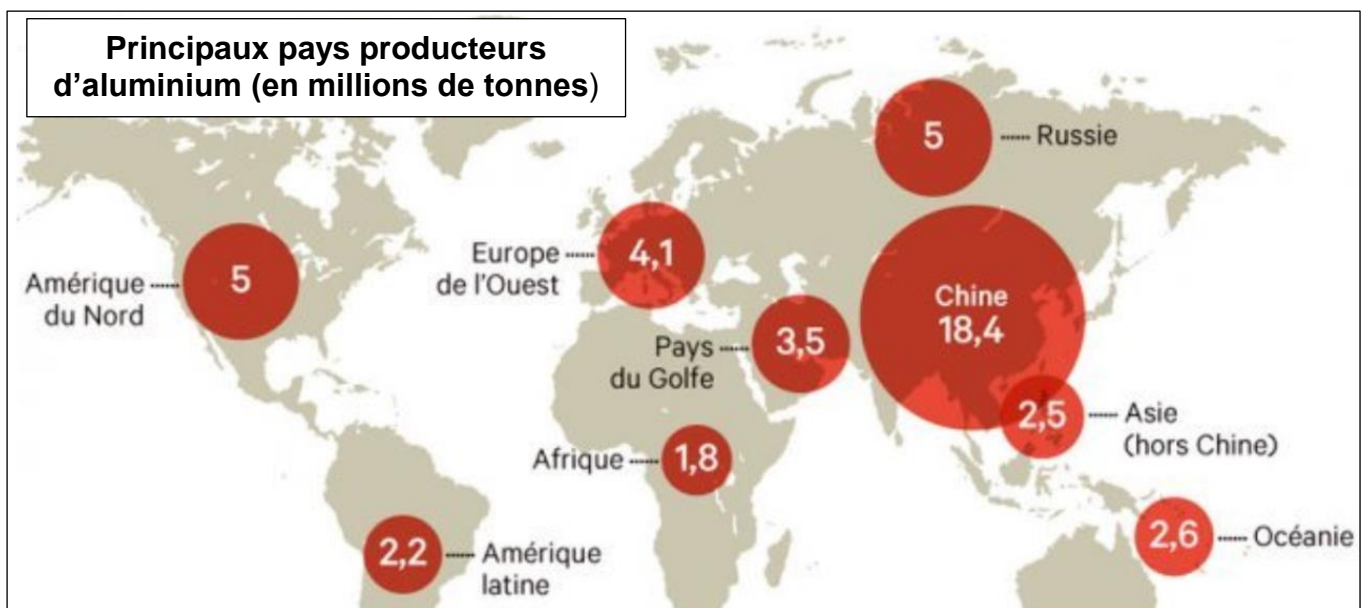 Principaux pays producteurs
d’aluminium (en millions de tonnes)
5
Russie
Europe
de l'Ouest
4,1
Amérique
du Nord
5
Chine
18,4
Pays
du Golfe
3,5
2,5
Asie
(hors Chine)
Afrique
1,8
2,2
Amérique
latine
2,6
Océanie